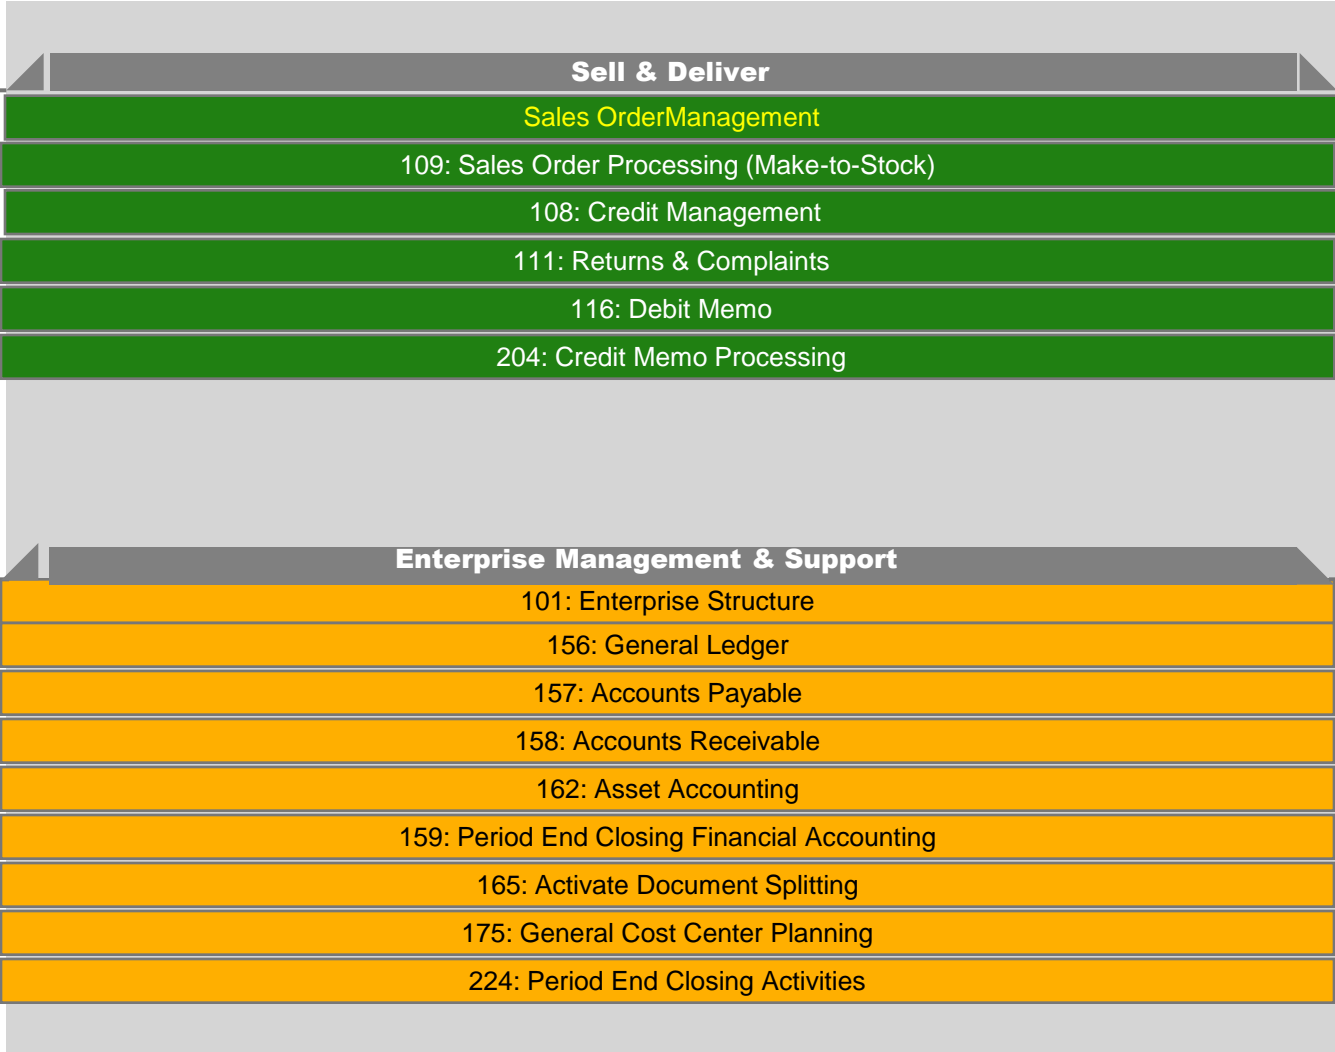 Sell & Deliver
Sales OrderManagement
109: Sales Order Processing (Make-to-Stock)
108: Credit Management
111: Returns & Complaints
116: Debit Memo
204: Credit Memo Processing
Enterprise Management & Support
101: Enterprise Structure
156: General Ledger
157: Accounts Payable
158: Accounts Receivable
162: Asset Accounting
159: Period End Closing Financial Accounting
165: Activate Document Splitting
175: General Cost Center Planning
224: Period End Closing Activities